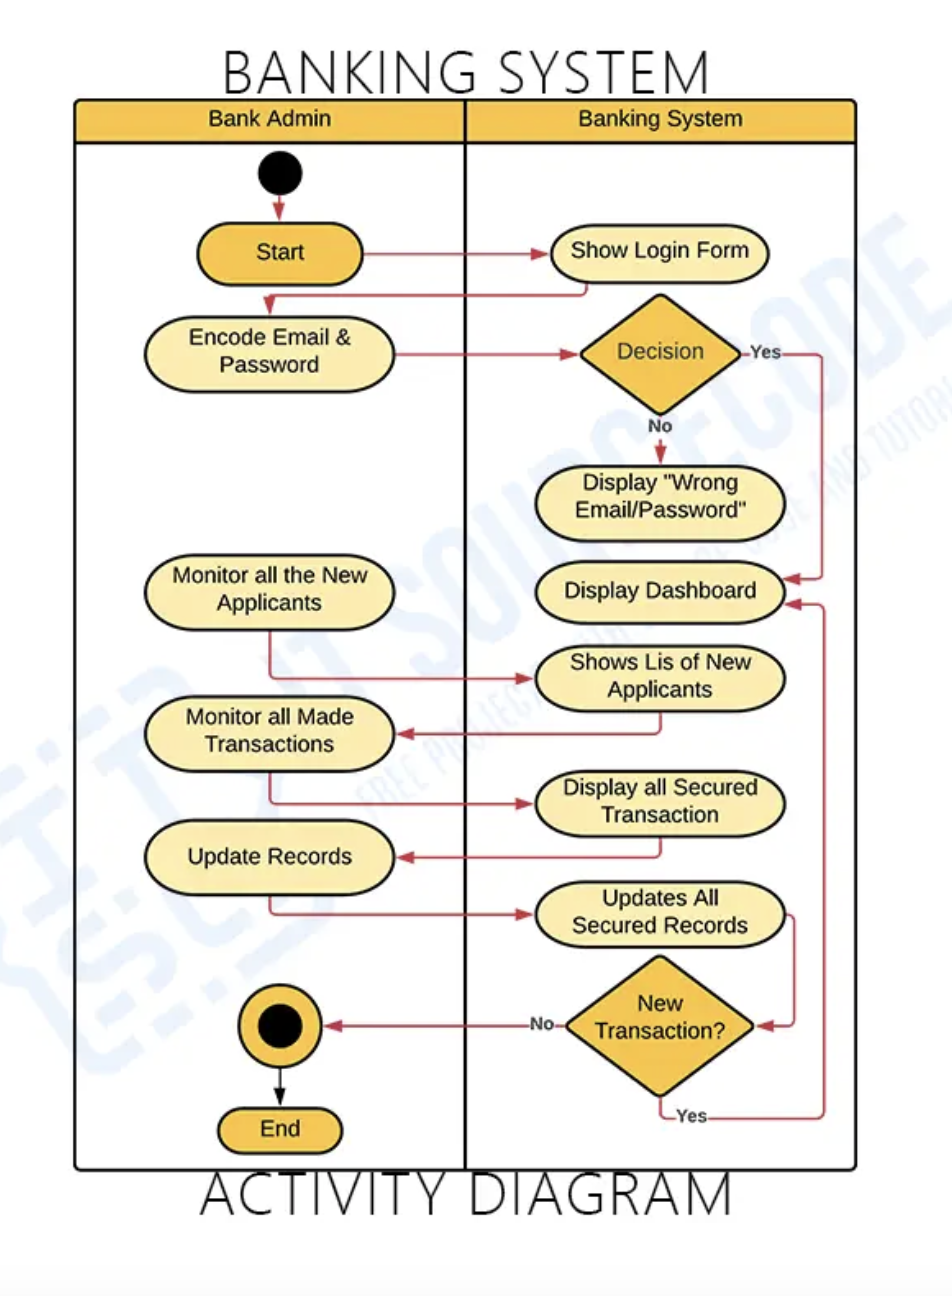 BANKING SYSTEM
Bank Admin
Banking System
Start
Show Login Form
Encode Email &
Password
Decision
Yes
No
Display "Wrong
Email/Password"
Monitor all the New
Applicants
Display Dashboard
Shows Lis of New
Applicants
Monitor all Made
Transactions
Display all Secured
Transaction
Update Records
Updates All
Secured Records
New
Transaction?
No
Yes
End
ACTIVITY DIAGRAM
IT SOURCECODE